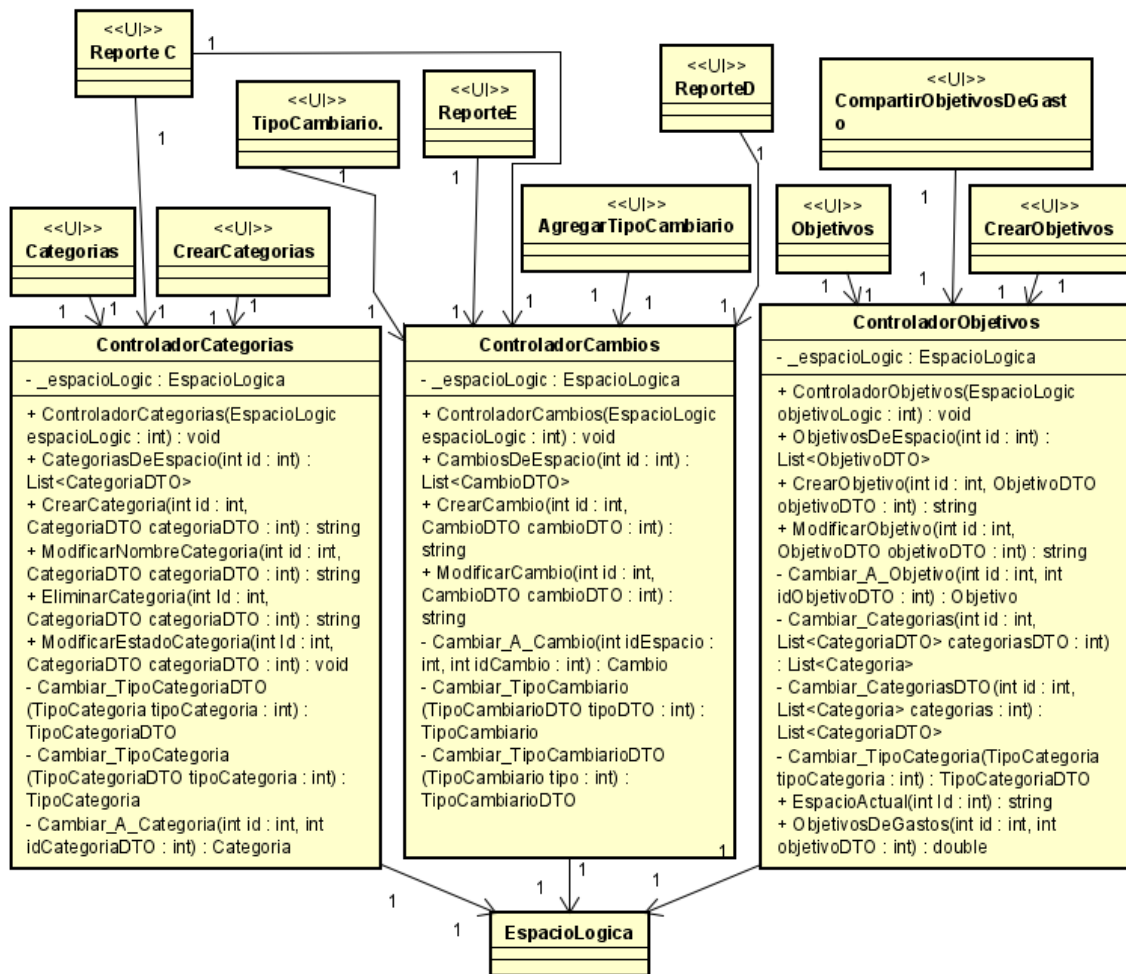 <<UI>>
Reporte C
1
1
<<UI>>
TipoCambiario.
1
<<UI>>
ReporteE
1
<<UI>>
ReporteD
1
<<UI>>
CompartirObjetivosDeGast
o
1
<<UI>>
Categorias
1
1
<<UI>>
CrearCategorias
1
1
1
<<UI>>
AgregarTipoCambiario
1
1
<<UI>>
Objetivos
1
1
<<UI>>
CrearObjetivos
1
1
1
1
1
1
1
ControladorCategorias
- _espacioLogic : EspacioLogica
+ ControladorCategorias(EspacioLogic
espacioLogic : int) : void
+ CategoriasDeEspacio(int id : int) :
List<CategoriaDTO>
+ CrearCategoria(int id : int,
CategoriaDTO categoriaDTO : int) : string
+ ModificarNombreCategoria(int id : int,
CategoriaDTO categoriaDTO : int) : string
+ EliminarCategoria(int Id : int,
CategoriaDTO categoriaDTO : int) : string
+ ModificarEstadoCategoria(int Id : int,
CategoriaDTO categoriaDTO : int) : void
- Cambiar_TipoCategoriaDTO
(TipoCategoria tipoCategoria : int) :
TipoCategoriaDTO
- Cambiar_TipoCategoria
(TipoCategoriaDTO tipoCategoria : int) :
TipoCategoria
- Cambiar_A_Categoria(int id : int, int
idCategoriaDTO : int) : Categoria
ControladorCambios
- _espacioLogic : EspacioLogica
+ ControladorCambios(EspacioLogic
espacioLogic : int) : void
+ CambiosDeEspacio(int id : int) :
List<CambioDTO>
+ CrearCambio(int id : int,
CambioDTO cambioDTO : int) :
string
+ ModificarCambio(int id : int,
CambioDTO cambioDTO : int) :
string
- Cambiar_A_Cambio(int idEspacio :
int, int idCambio : int) : Cambio
- Cambiar_TipoCambiario
(TipoCambiarioDTO tipoDTO : int) :
TipoCambiario
- Cambiar_TipoCambiarioDTO
(TipoCambiario tipo : int) :
TipoCambiarioDTO
1
ControladorObjetivos
- _espacioLogic : EspacioLogica
+ ControladorObjetivos(EspacioLogic
objetivoLogic : int) : void
+ ObjetivosDeEspacio(int id : int) :
List<ObjetivoDTO>
+ CrearObjetivo(int id : int, ObjetivoDTO
objetivoDTO : int) : string
+ ModificarObjetivo(int id : int,
ObjetivoDTO objetivoDTO : int) : string
- Cambiar_A_Objetivo(int id : int, int
idObjetivoDTO : int) : Objetivo
- Cambiar_Categorias(int id : int,
List<CategoriaDTO> categoriasDTO : int)
: List<Categoria>
- Cambiar_CategoriasDTO(int id : int,
List<Categoria> categorias : int) :
List<CategoriaDTO>
- Cambiar_TipoCategoria(TipoCategoria
tipoCategoria : int) : TipoCategoriaDTO
+ EspacioActual(int Id : int) : string
+ ObjetivosDeGastos(int id : int, int
objetivoDTO : int) : double
1
1
1
1
1
EspacioLogica